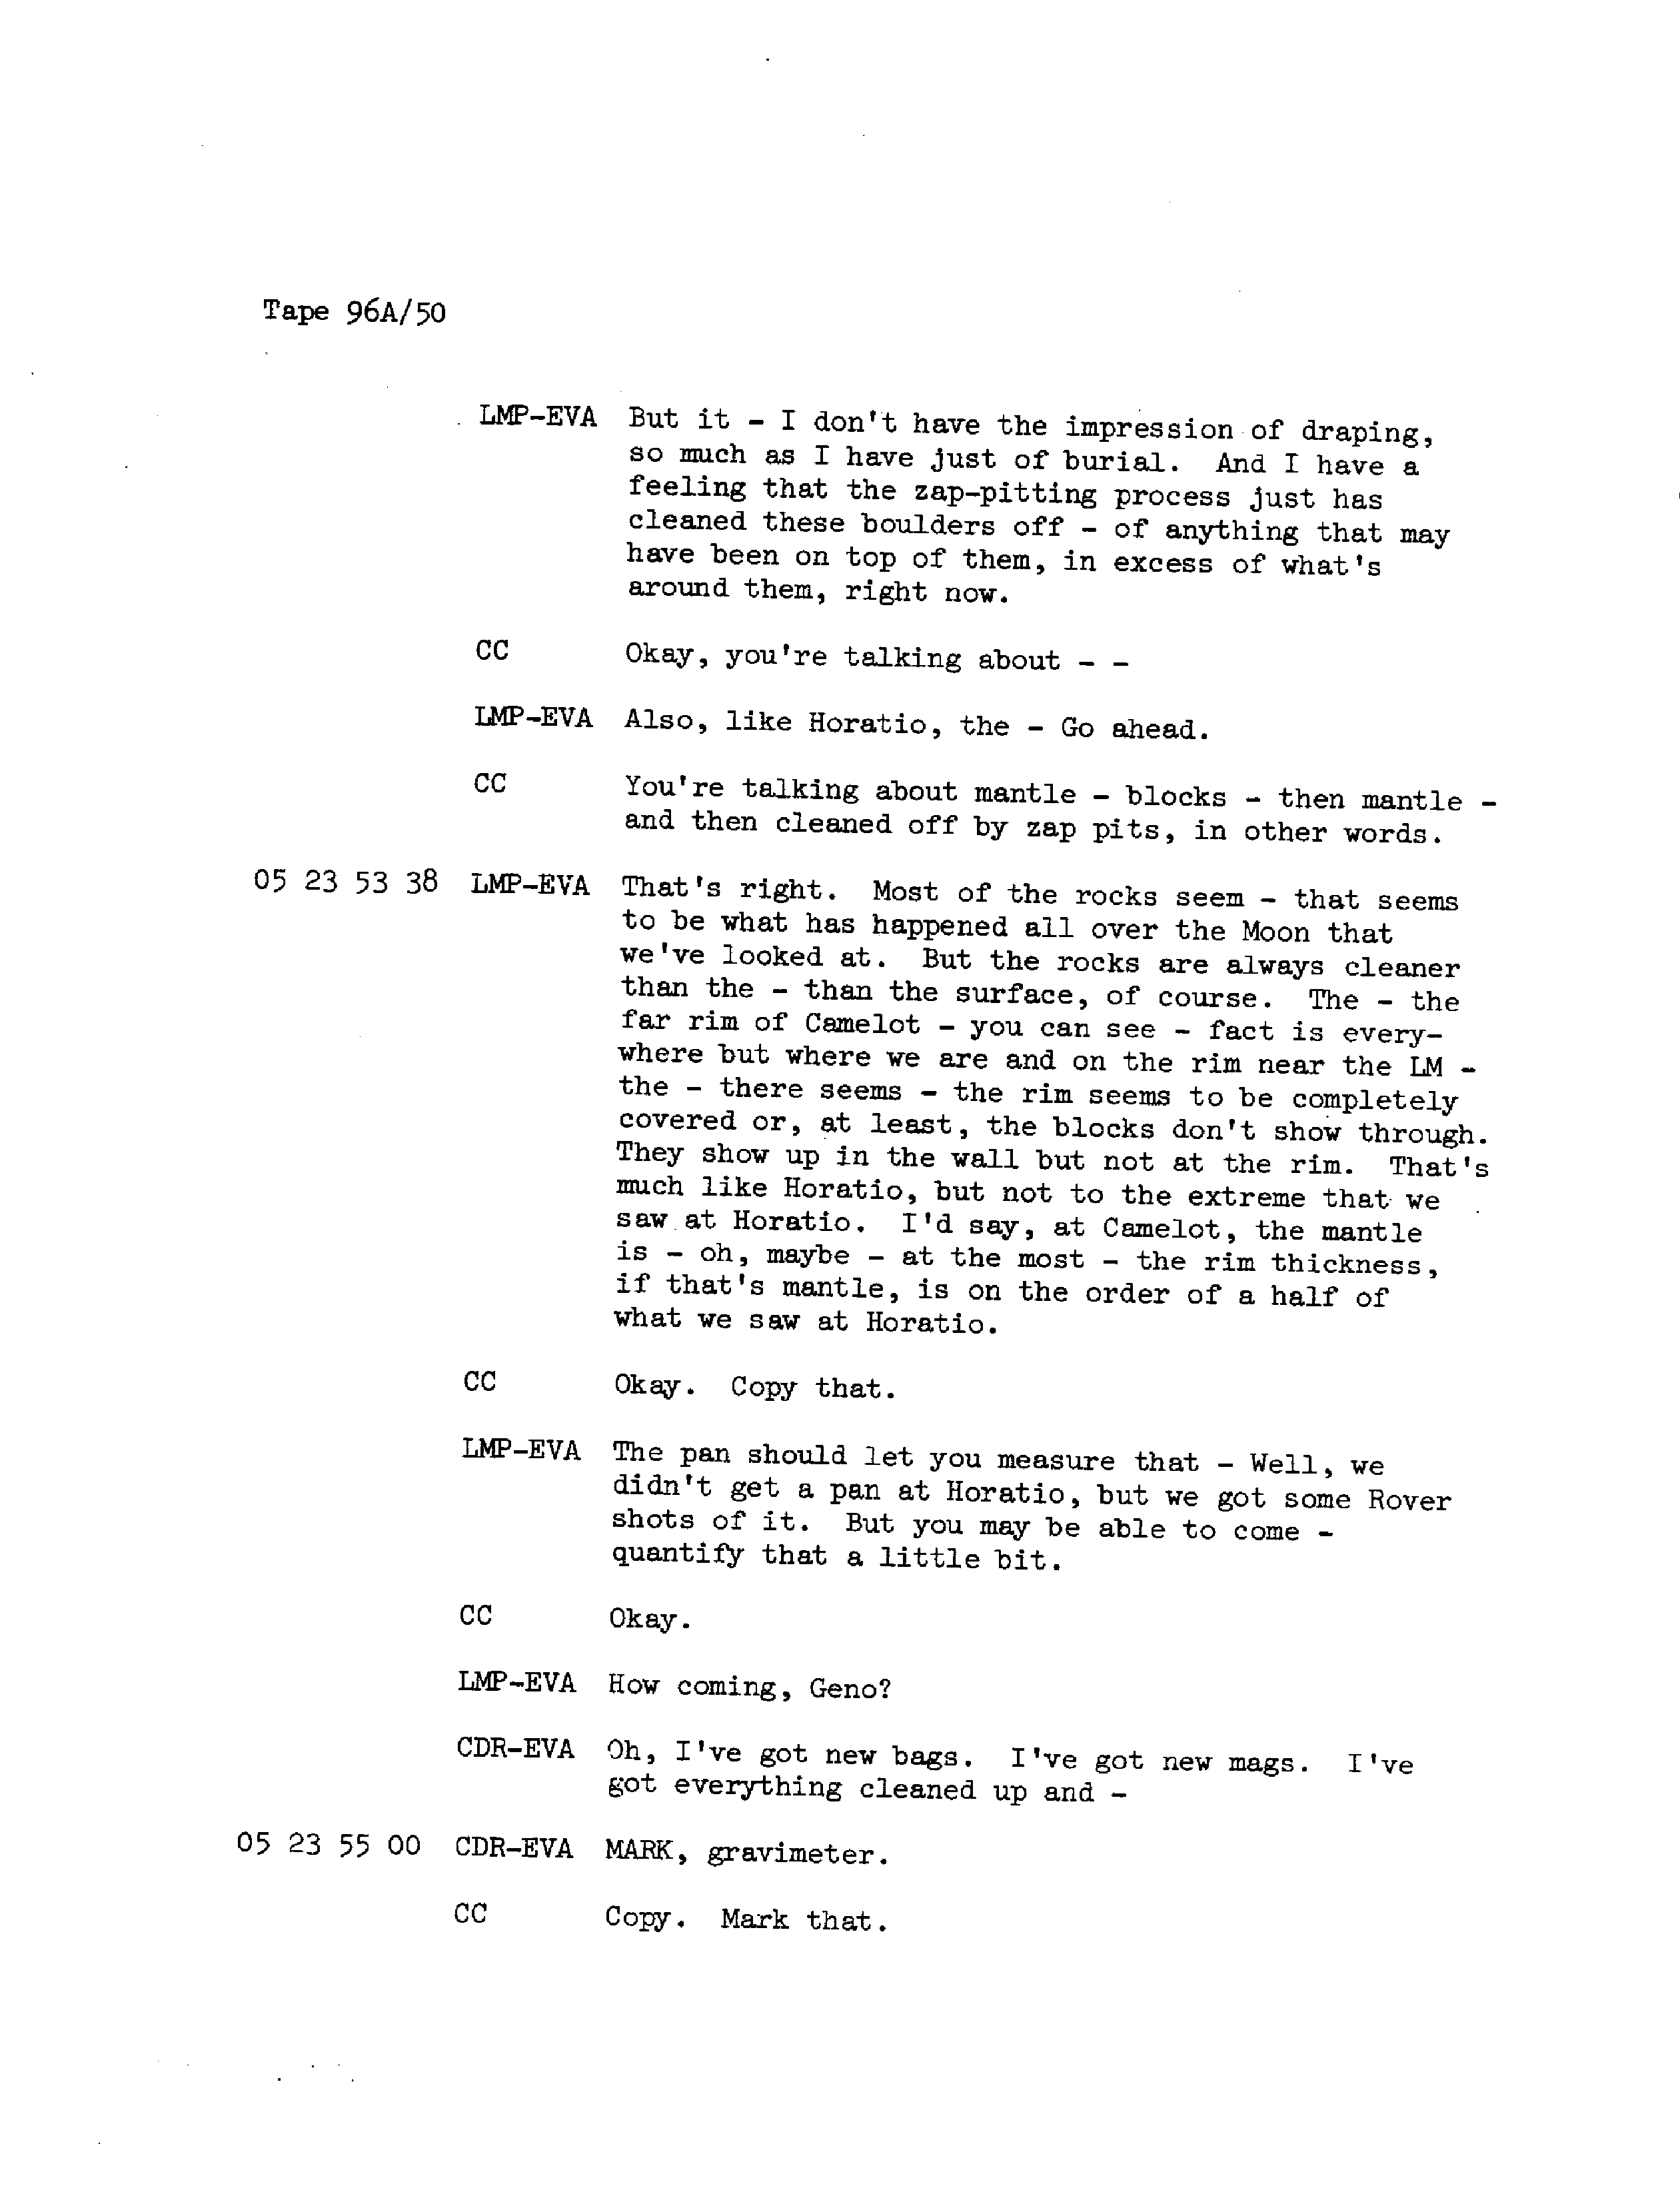 Tape 96A/50
LMP-EVA But it - I don't have the impression of draping,
so much as I have just of burial. And I have a
feeling that the zap-pitting process just has
cleaned these boulders off - of anything that may
have been on top of them, in excess of what's
around them, right now.
CC Okay, you're talking about - -
LMP-EVA Also, like Horatio, the - Go ahead.
CC You're talking about mantle - blocks - then mantle -
and then cleaned off by zap pits, in other words.
05 23 53 38 LMP-EVA That's right. Most of the rocks seem - that seems
to be what has happened all over the Moon that
we've looked at. But the rocks are always cleaner
than the - than the surface, of course. The - the
far rim of Camelot - you can see - fact is every-
where but where we are and on the rim near the LM -
the - there seems - the rim seems to be completely
covered or, at least, the blocks don't show through.
They show up in the wall but not at the rim. That's
much like Horatio, but not to the extreme that we
saw at Horatio. I'd say, at Camelot, the mantle
is - oh, maybe - at the most - the rim thickness,
if that's mantle, is on the order of a half of
what we saw at Horatio.
CC Okay. Copy that.
LMP-EVA The pan should let you measure that - Well, we
didn't get a pan at Horatio, but we got some Rover
shots of it. But you may be able to come -
quantify that a little bit.
CC Okay.
LMP-EVA How coming, Geno?
CDR-EVA Oh, I've got new bags. I've got new mags. I've
got everything cleaned up and -
05 23 55 00 CDR-EVA MARK, gravimeter.
CC Copy. Mark that.